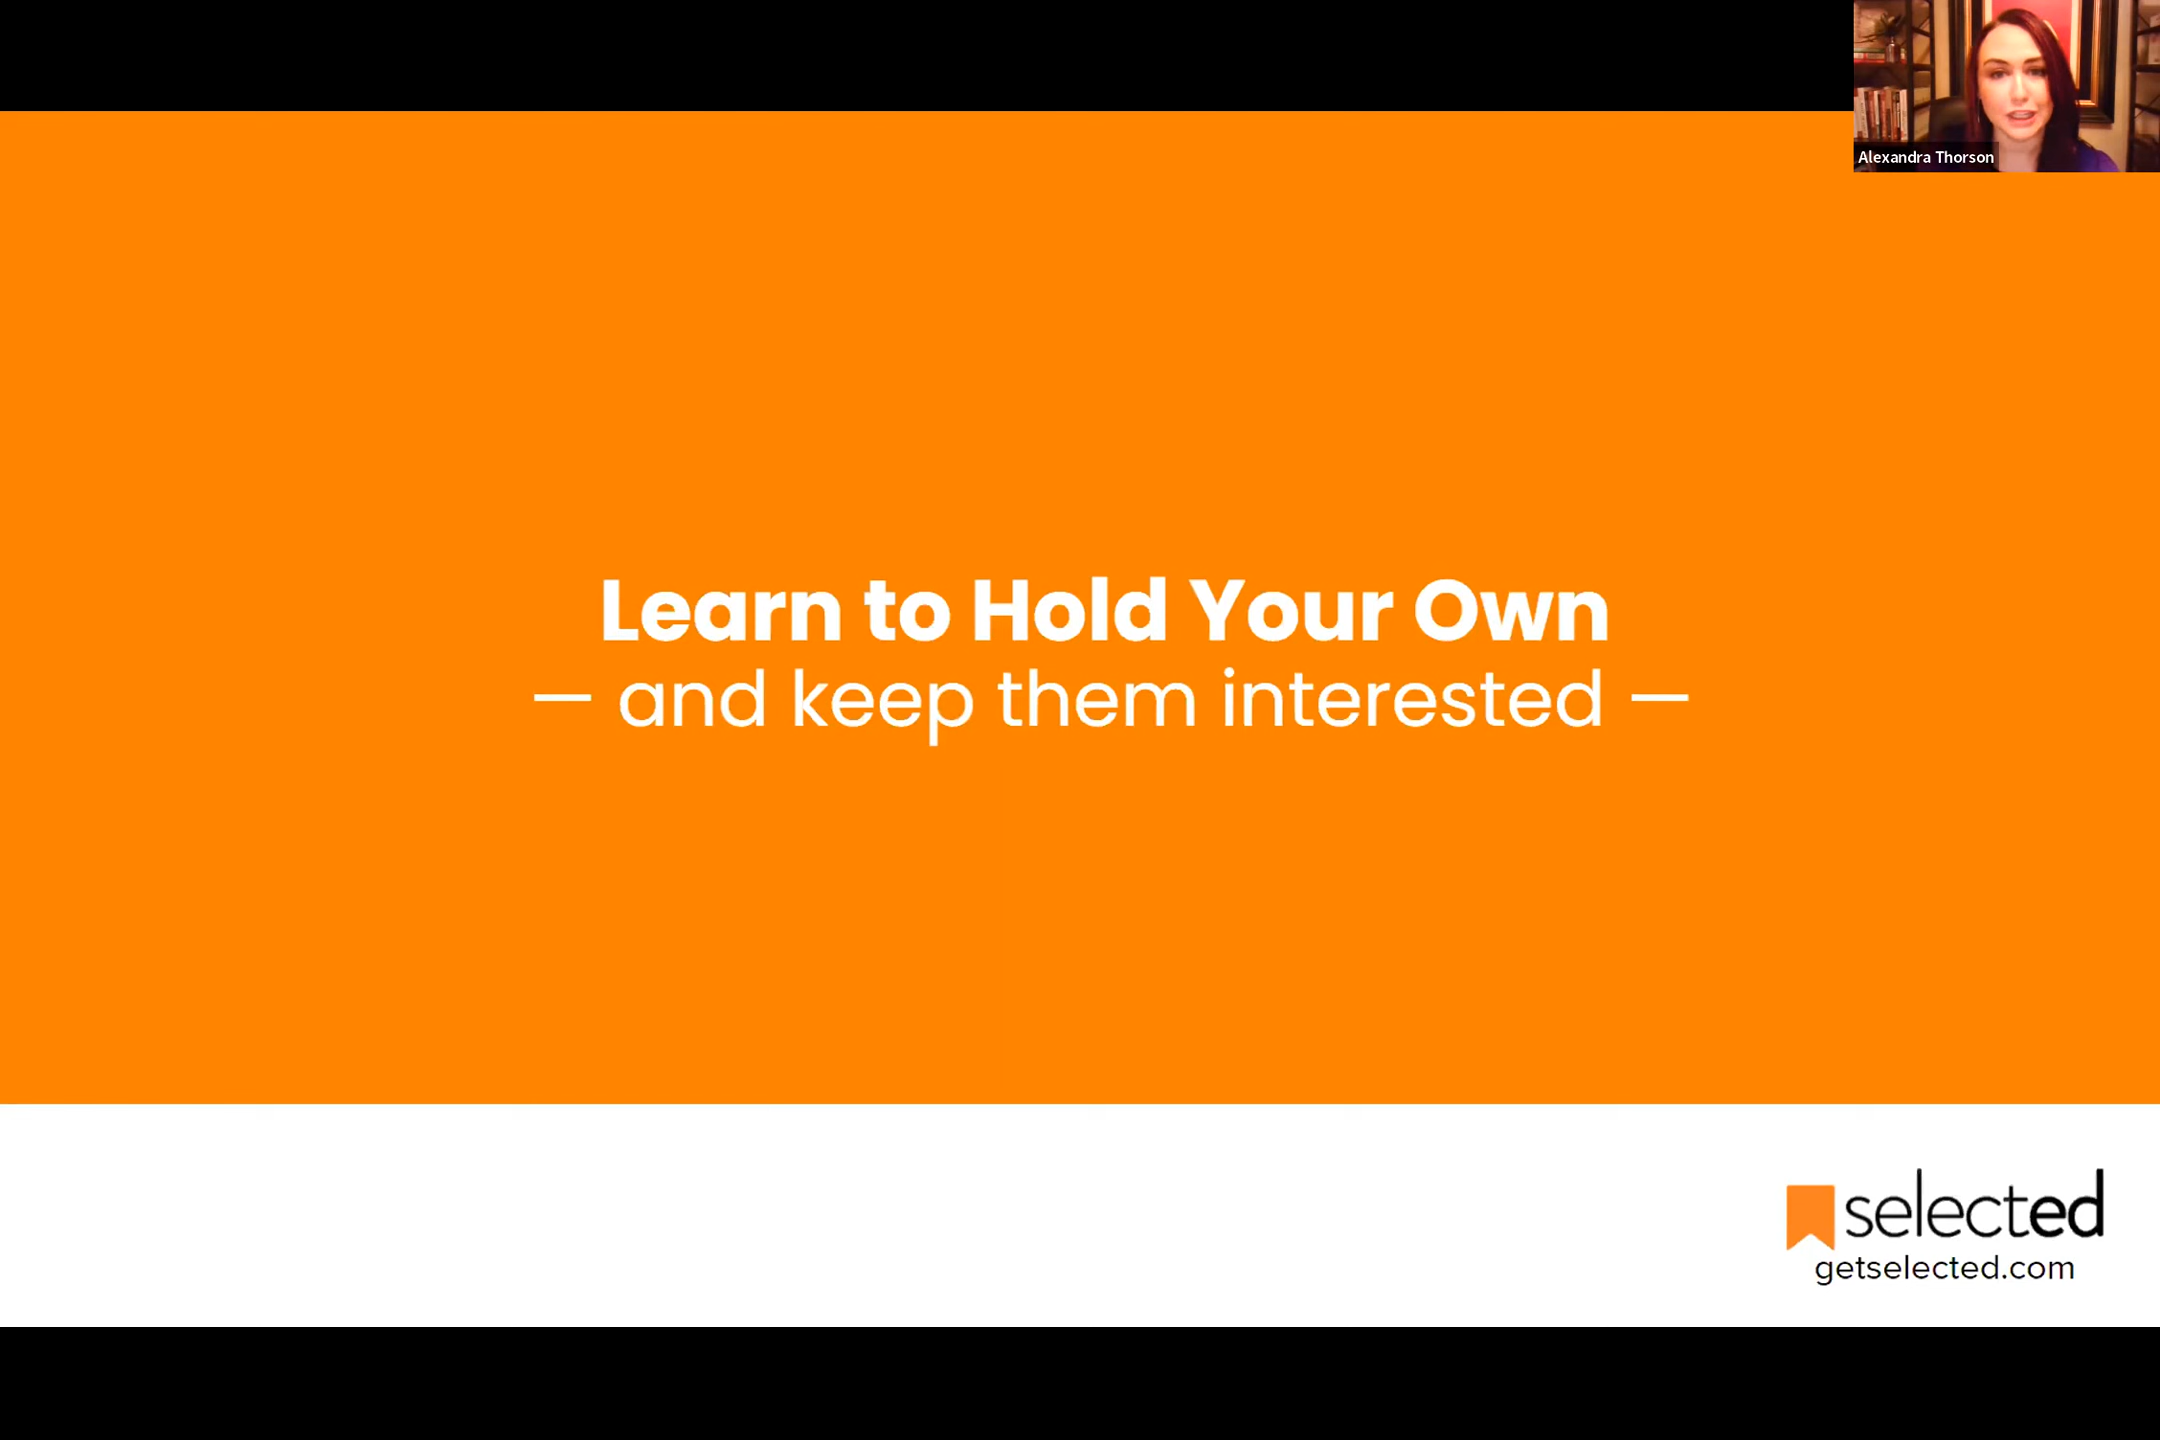 Alexandra Thorson
Learn to Hold Your Own
— and keep them interested —
selected
getselected.com